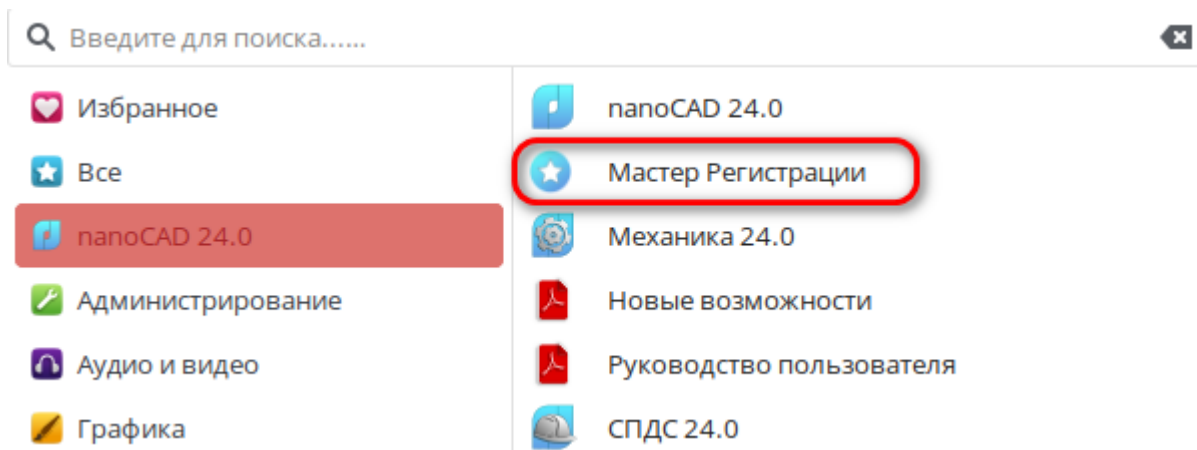 Введите для поиска......
Избранное
Все
nanoCAD 24.0
Администрирование
Аудио и видео
Графика
nanoCAD 24.0
Мастер Регистрации
Механика 24.0
Новые возможности
Руководство пользователя
СПДС 24.0